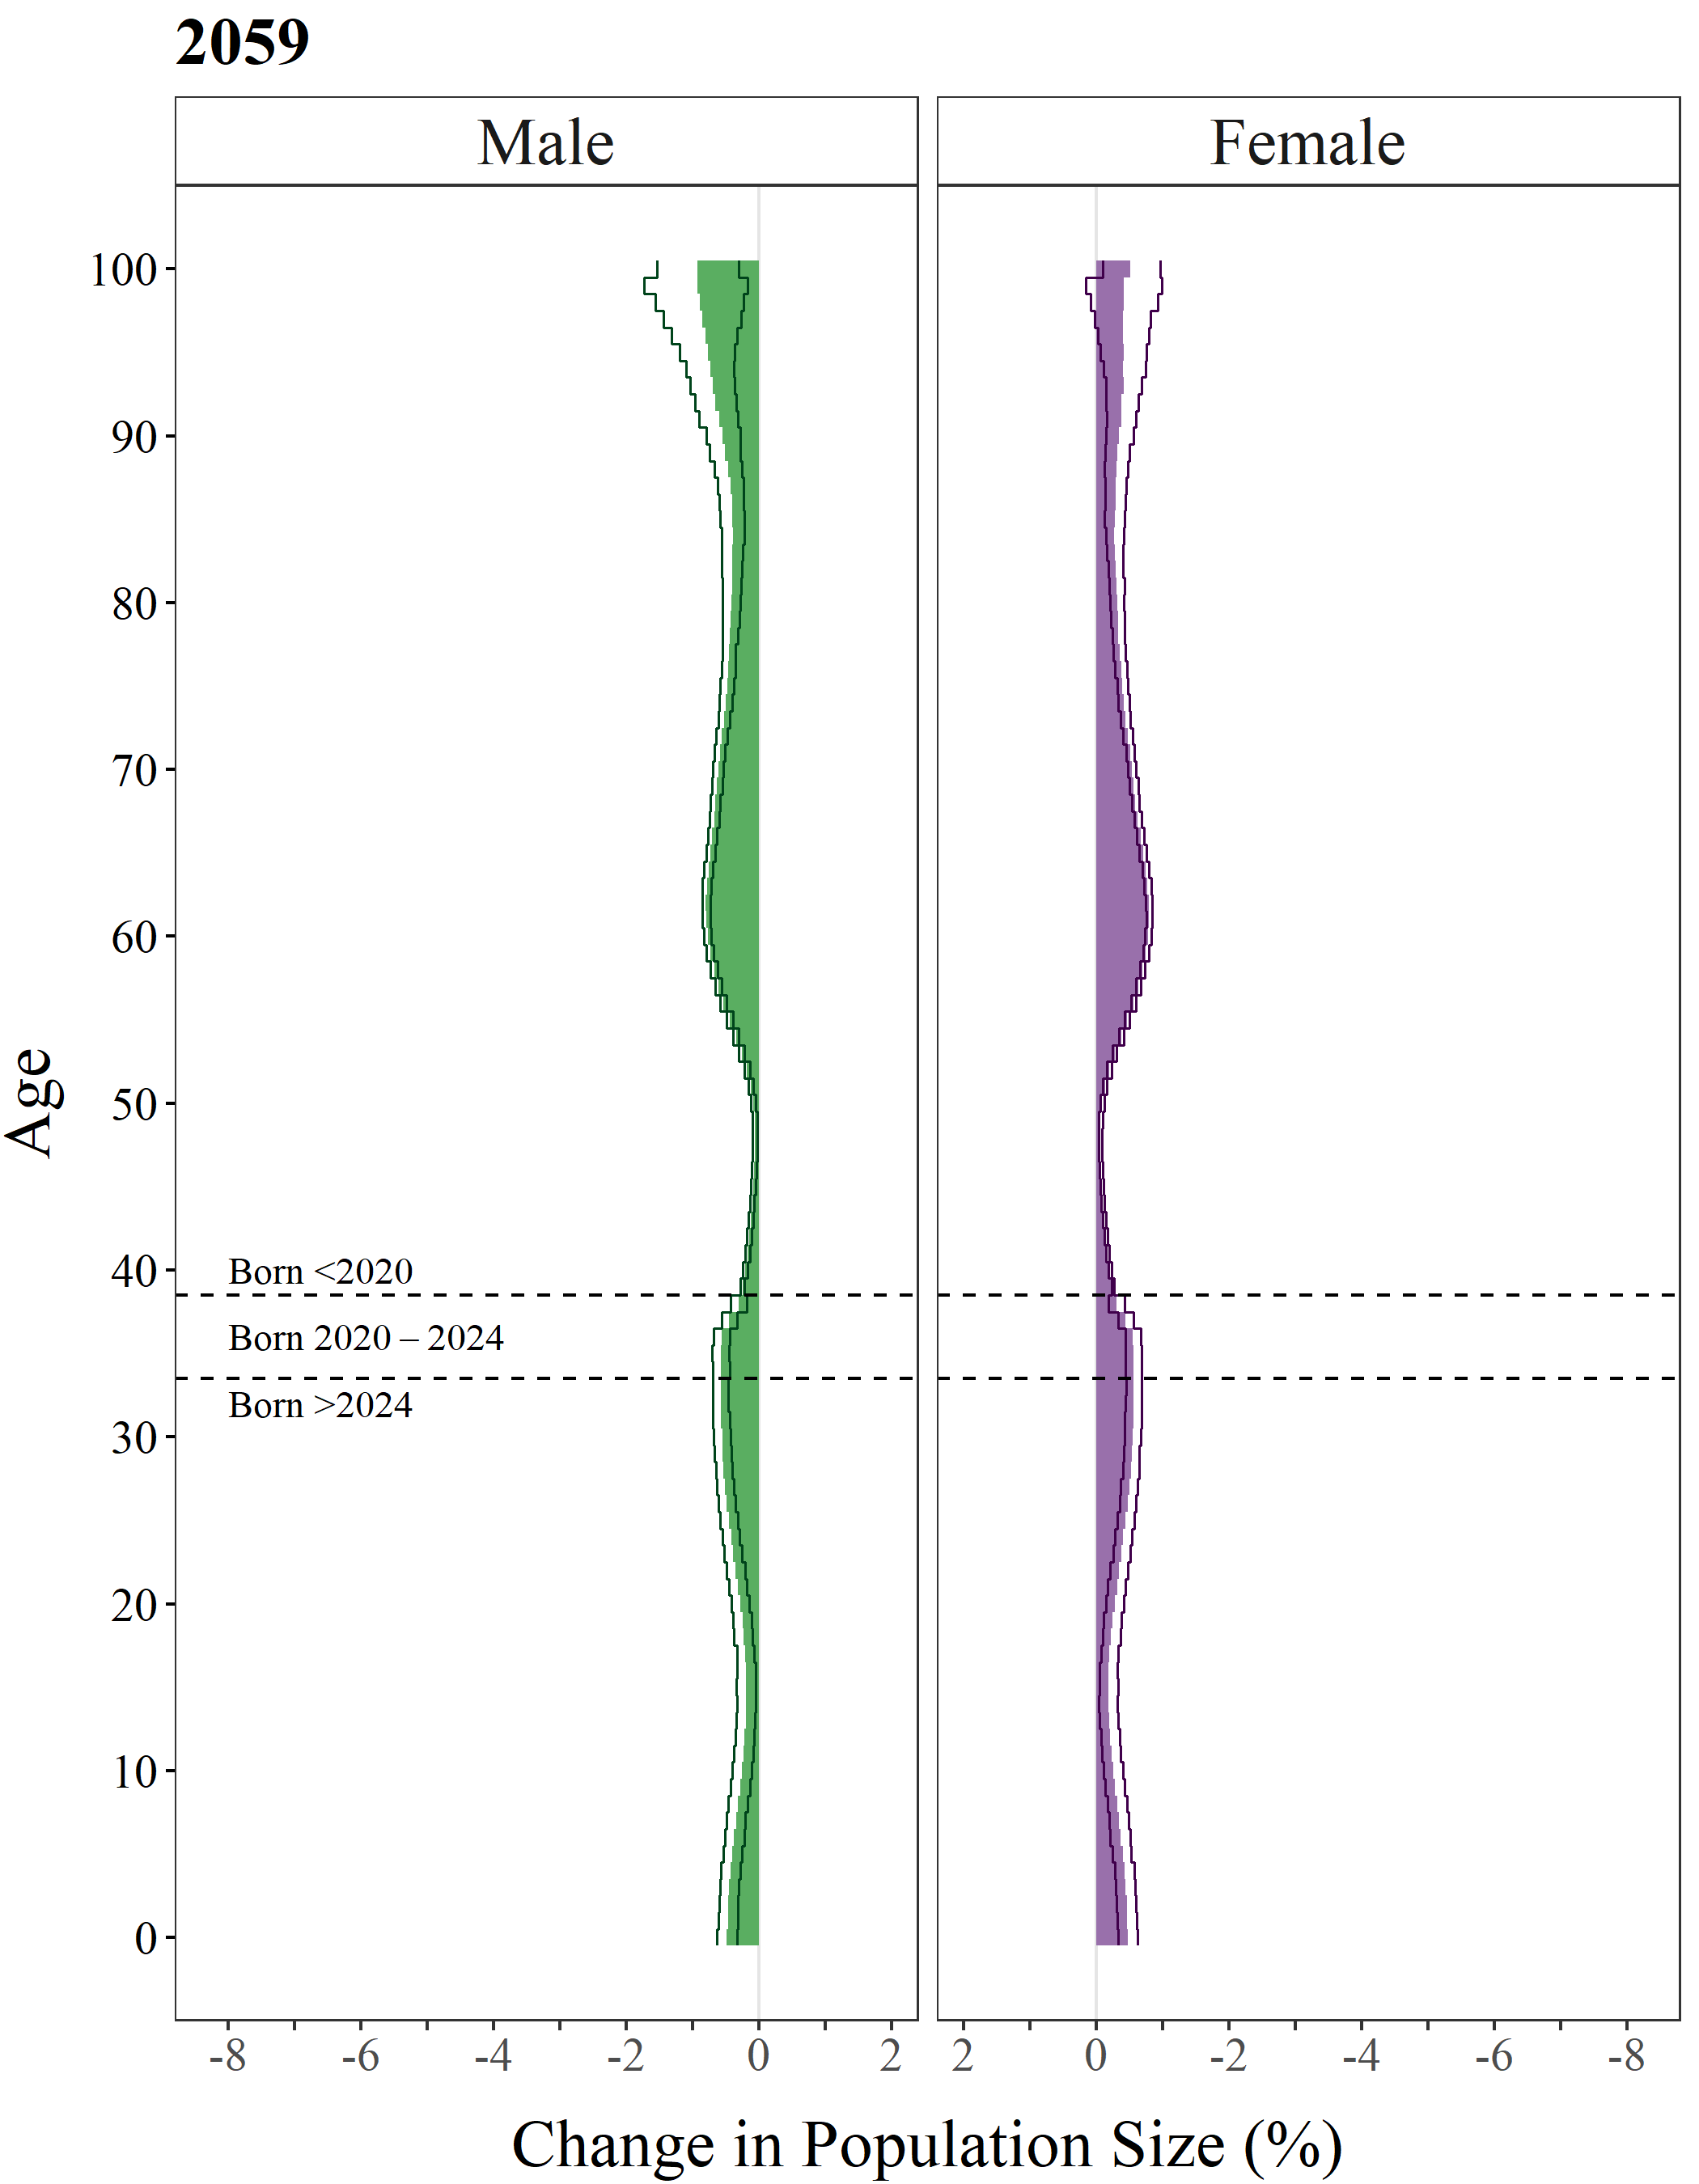 2059
Male
Female
Age
100
90
80
70
60
50
40
30
20
10
0
Born <2020
Born 2020 – 2024
Born >2024
-8 -6 -4 -2 0 2
2 0 -2 -4 -6 -8
Change in Population Size (%)